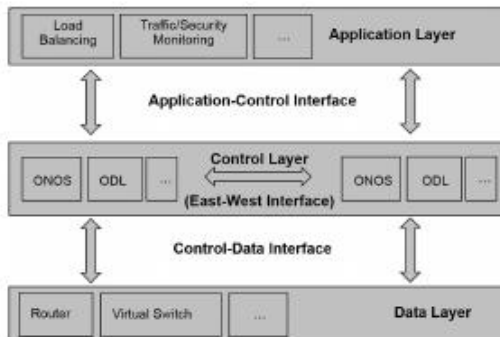 Load
Balancing
Traffic/Security
Monitoring
...
Application Layer
Application-Control Interface
ONOS
ODL
...
Control Layer
(East-West Interface)
ONOS
ODL
...
Control-Data Interface
Router
Virtual Switch
...
Data Layer